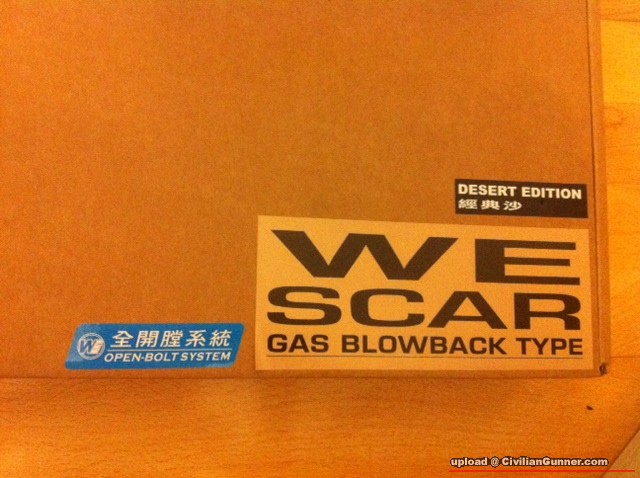 DESERT EDITION
經典沙
WE
SCAR
GAS BLOWBACK TYPE
全開膛系統
OPEN-BOLT SYSTEM
upload @ CivilianGunner.com